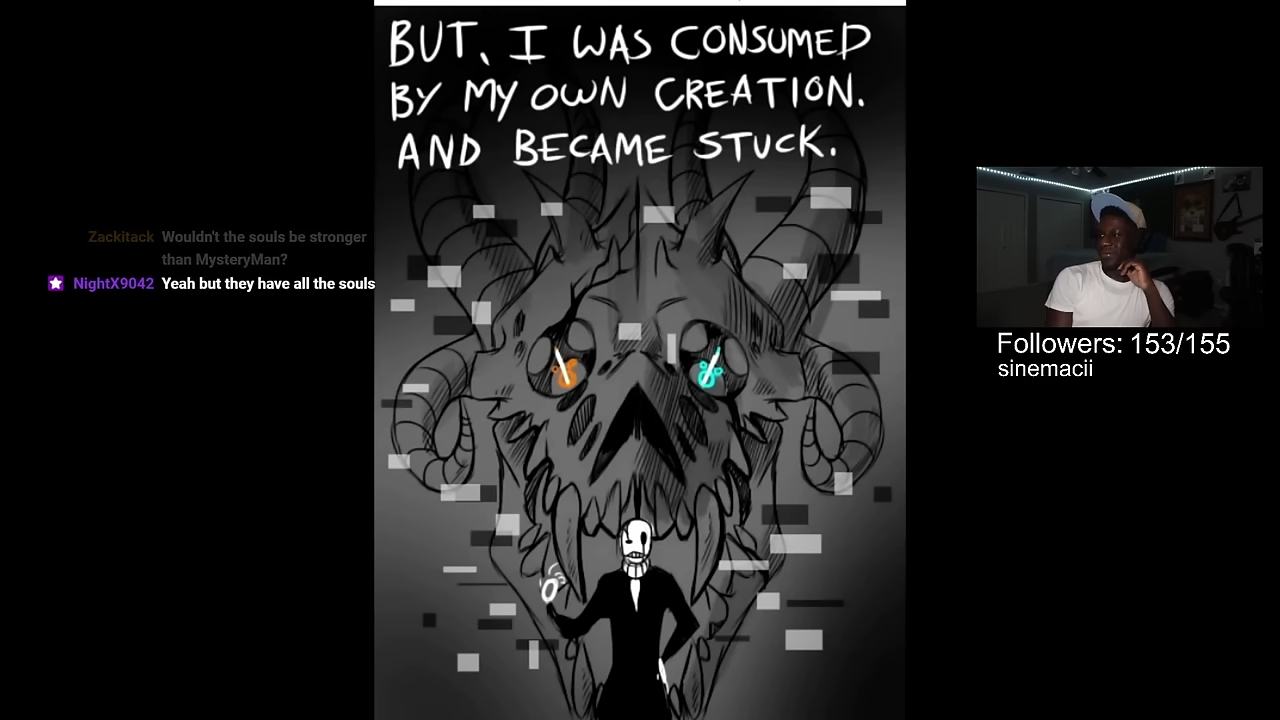 BUT, I WAS CONSUMED
BY MY OWN CREATION.
AND BECAME STUCK.
Zackitack Wouldn't the souls be stronger
than MysteryMan?
NightX9042 Yeah but they have all the souls
Followers: 153/155
sinemacii